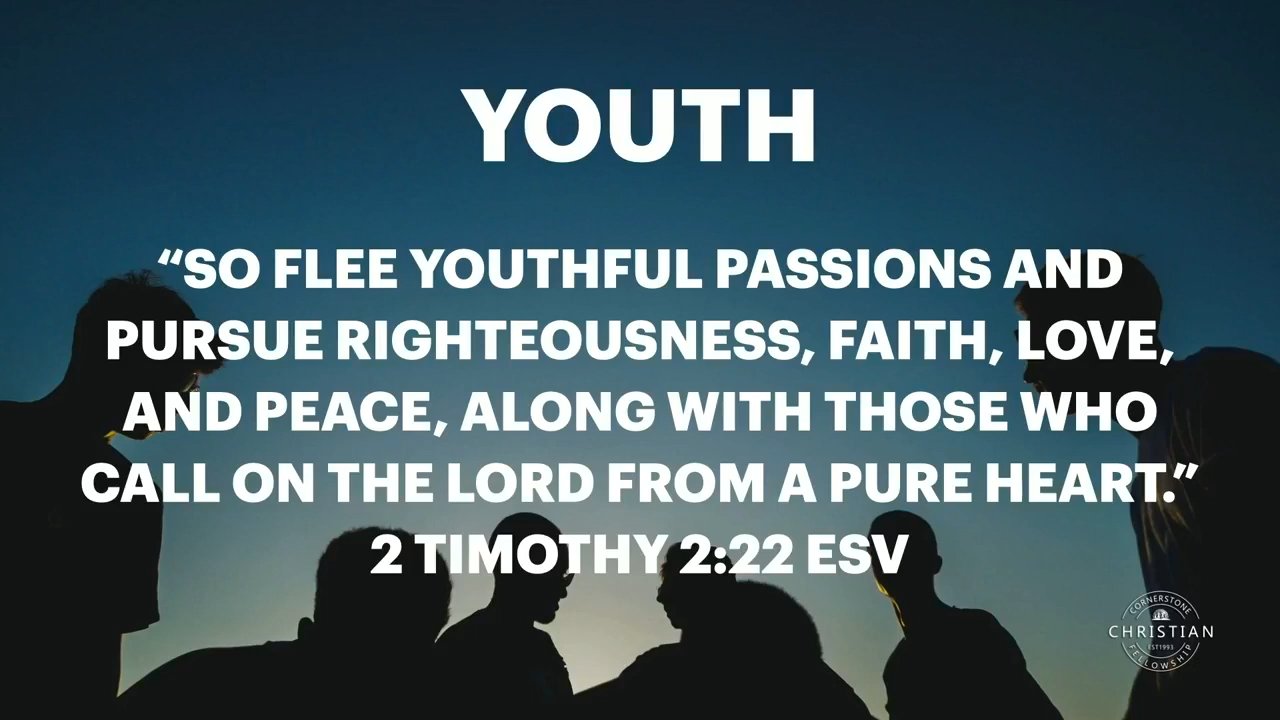 YOUTH
“SO FLEE YOUTHFUL PASSIONS AND
PURSUE RIGHTEOUSNESS, FAITH, LOVE,
AND PEACE, ALONG WITH THOSE WHO
CALL ON THE LORD FROM A PURE HEART.”
2 TIMOTHY 2:22 ESV
CORNERSTONE
CHRISTIAN
EST1993
FELLOWSHIP